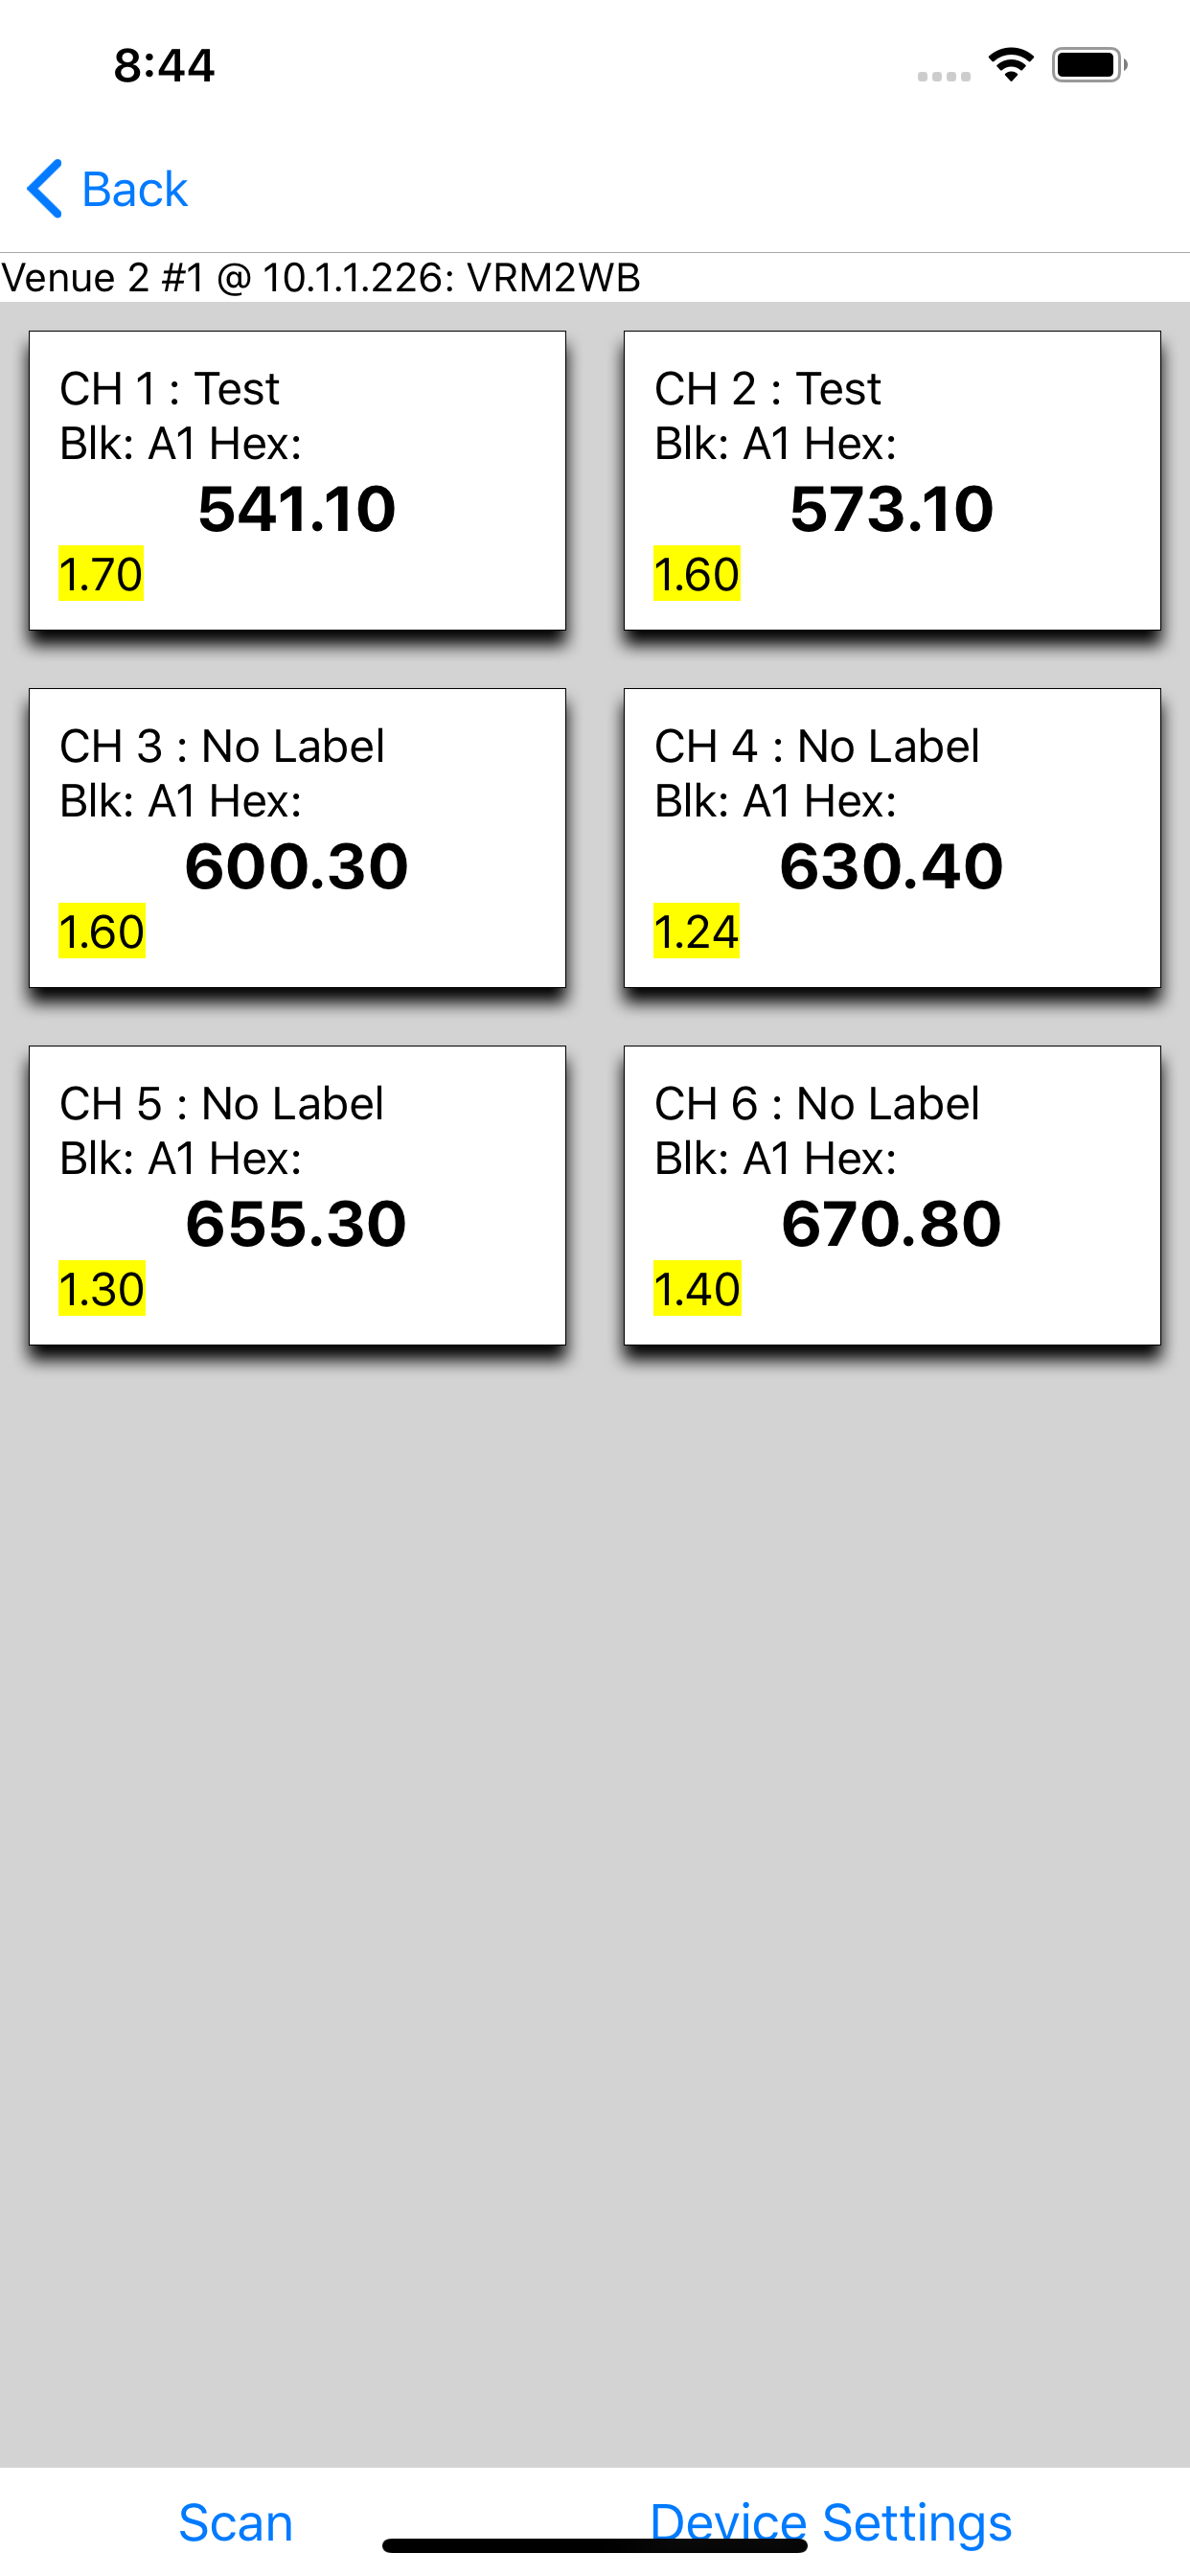 8:44
Back
Venue 2 #1 @ 10.1.1.226: VRM2WB
CH 1 : Test
Blk: A1 Hex:
541.10
1.70
CH 2 : Test
Blk: A1 Hex:
573.10
1.60
CH 3 : No Label
Blk: A1 Hex:
600.30
1.60
CH 4 : No Label
Blk: A1 Hex:
630.40
1.24
CH 5 : No Label
Blk: A1 Hex:
655.30
1.30
CH 6 : No Label
Blk: A1 Hex:
670.80
1.40
Scan
Device Settings